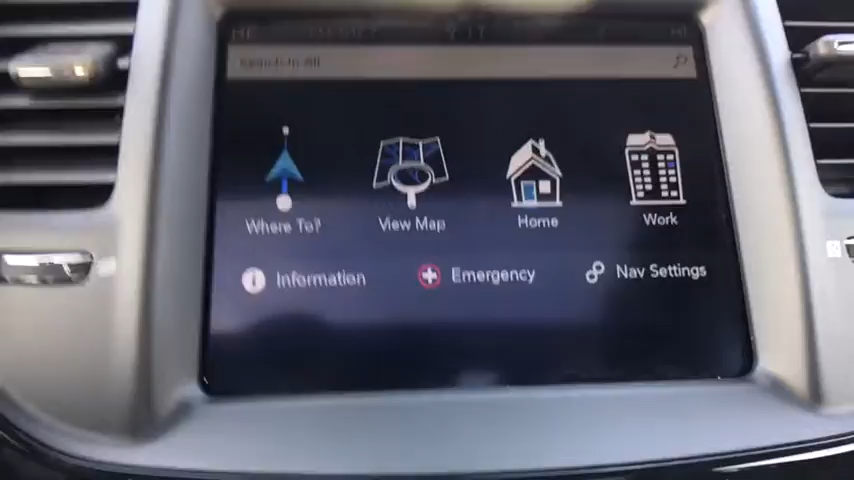 Search in All
Where To?
View Map
Home
Work
Information
Emergency
Nav Settings